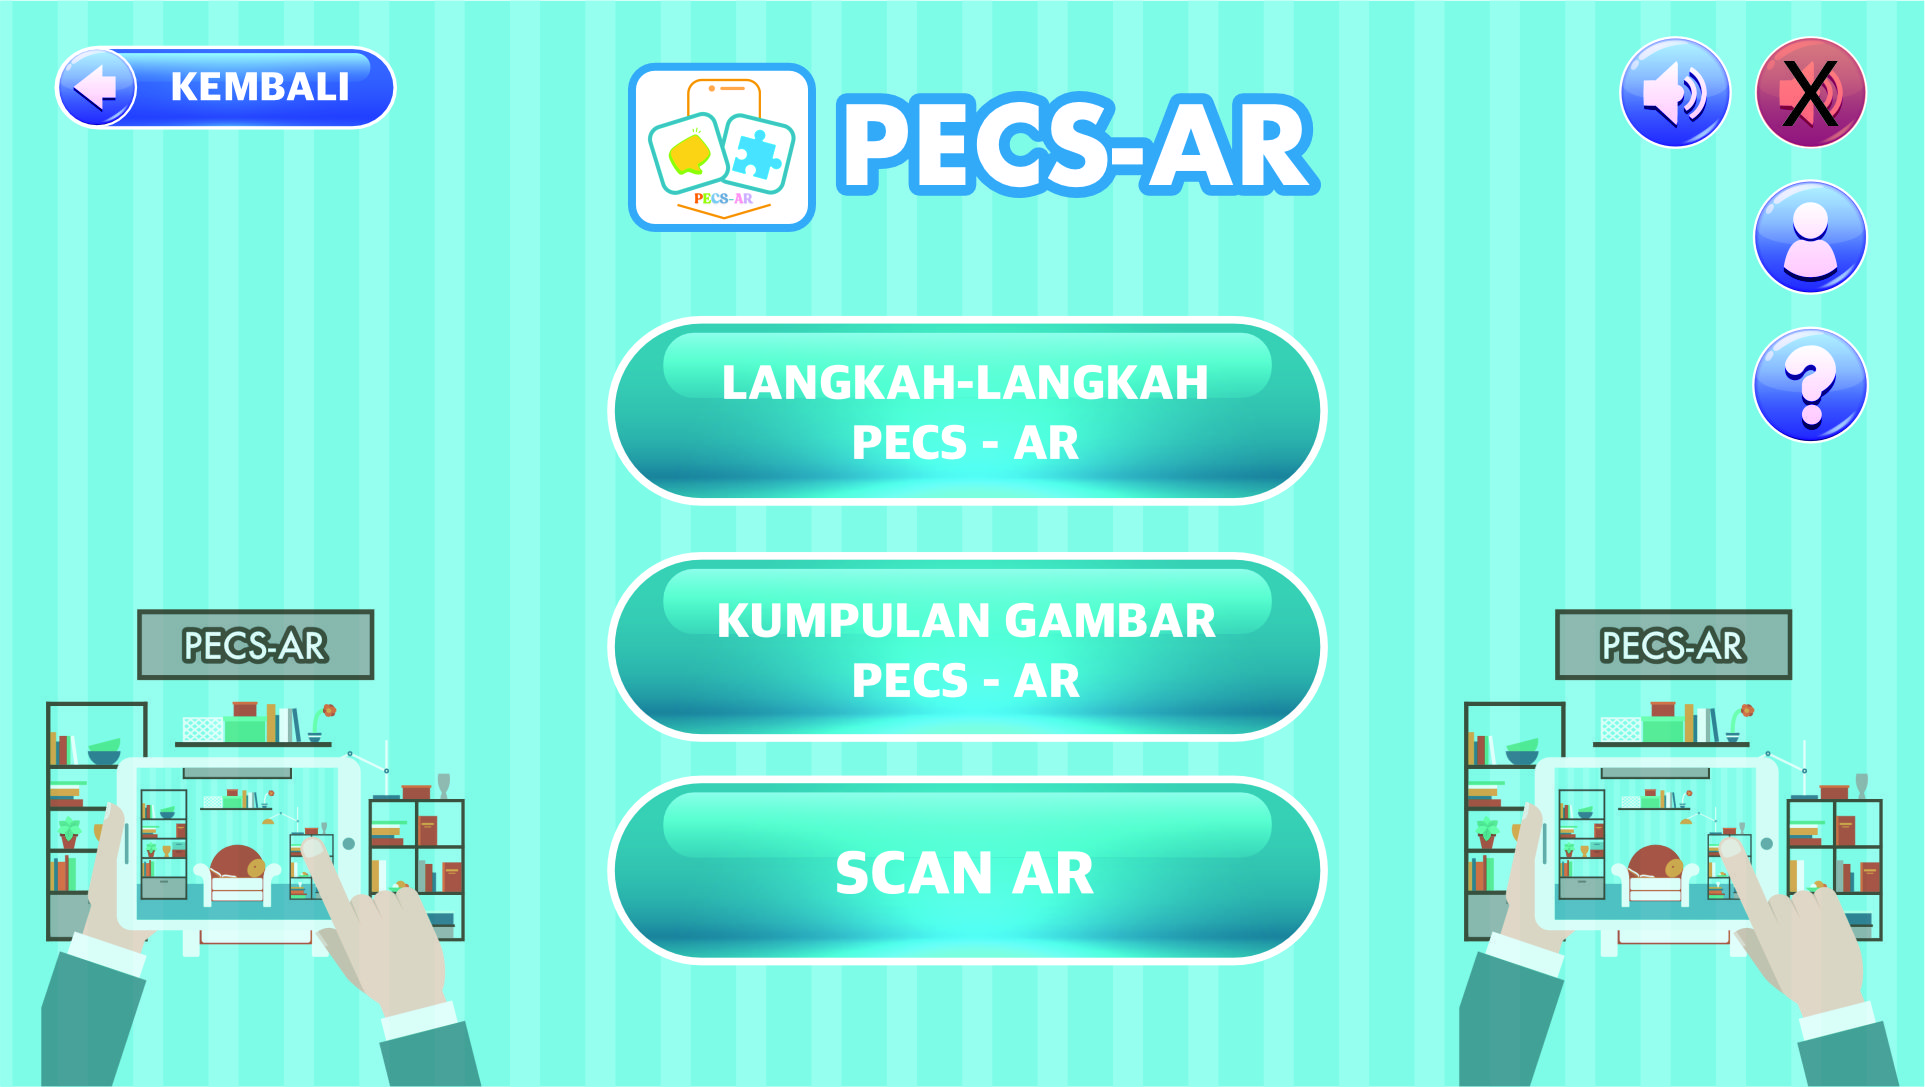 KEMBALI
PECS-AR
PECS-AR
LANGKAH-LANGKAH
PECS - AR
KUMPULAN GAMBAR
PECS - AR
SCAN AR
PECS-AR
PECS-AR
X